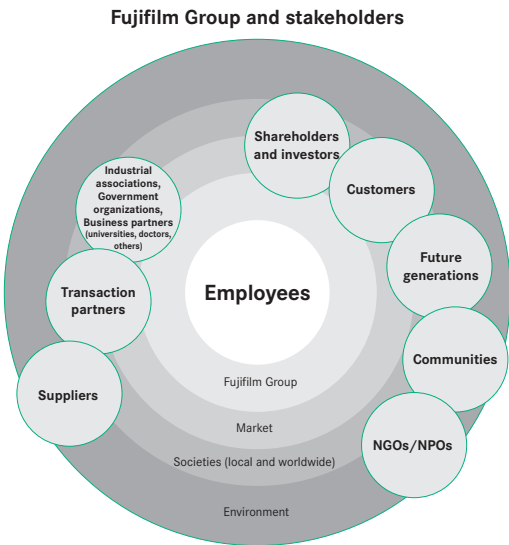 Fujifilm Group and stakeholders
Shareholders
and investors
Industrial
associations,
Government
organizations,
Business partners
(universities, doctors,
others)
Customers
Future
generations
Transaction
partners
Employees
Communities
Suppliers
Fujifilm Group
Market
NGOs/NPOs
Societies (local and worldwide)
Environment